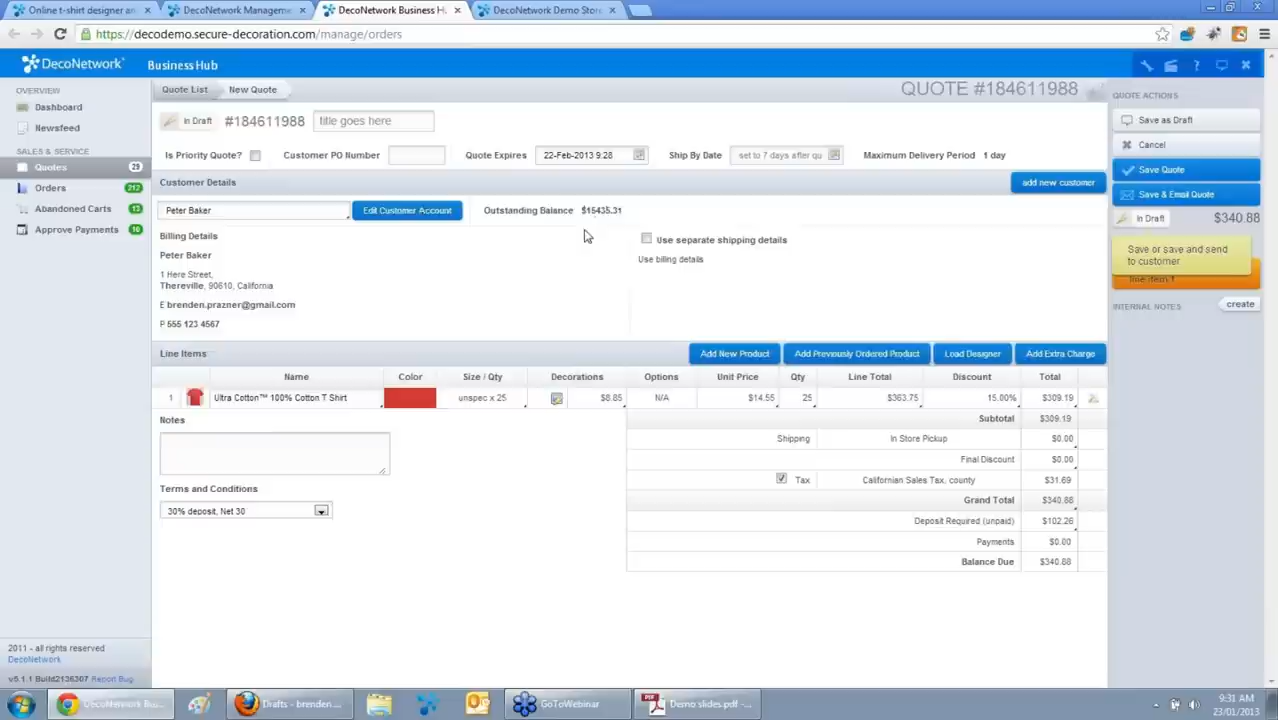 Online t-shirt designer an
DecoNetwork Managemen
DecoNetwork Business H
DecoNetwork Demo Stor
https://decodemo.secure-decoration.com/manage/orders
DecoNetwork BusinessHub
OVERVIEW
Dashboard
Newsfeed
SALES & SERVICE
Quotes
Orders 212
Abandoned Carts 13
Approve Payments 10
Quote List New Quote QUOTE #184611988
In Draft #184611988 title goes here
Is Priority Quote? Customer PO Number Quote Expires 22-Feb-2013 9:28 Ship By Date set to 7 days after qu Maximum Delivery Period 1 day
Customer Details add new customer
Peter Baker Edit Customer Account Outstanding Balance $15435.31
Billing Details Use separate shipping details
Peter Baker Use billing details
1 Here Street,
Thereville, 90610, California
E brenden.prazner@gmail.com
P 555 123 4567
Line Items Add New Product Add Previously Ordered Product Load Designer Add Extra Charge
Name Color Size / Qty Decorations Options Unit Price Qty Line Total Discount Total
1 Ultra Cotton™ 100% Cotton T Shirt unspec x 25 $8.85 N/A $14.55 25 $363.75 15.00% $309.19
Notes Subtotal $309.19
Shipping In Store Pickup $0.00
Final Discount $0.00
Tax Californian Sales Tax, county $31.69
Grand Total $340.88
Deposit Required (unpaid) $102.26
Payments $0.00
Balance Due $340.88
Terms and Conditions
30% deposit, Net 30
QUOTE ACTIONS
Save as Draft
Cancel
Save Quote
Save & Email Quote
In Draft $340.88
Save or save and send
to customer
line item 1
INTERNAL NOTES create
2011 - all rights reserved
DecoNetwork
v5.1.1 Build2136307 Report Bug
DecoNetwork Bus...
Drafts - brenden...
GoToWebinar
Demo slides.pdf -...
9:31 AM
23/01/2013